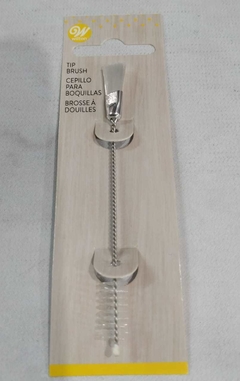 W
TIP
BRUSH
CEPILLO
PARA
BOQUILLAS
BROSSE À
DOUILLES